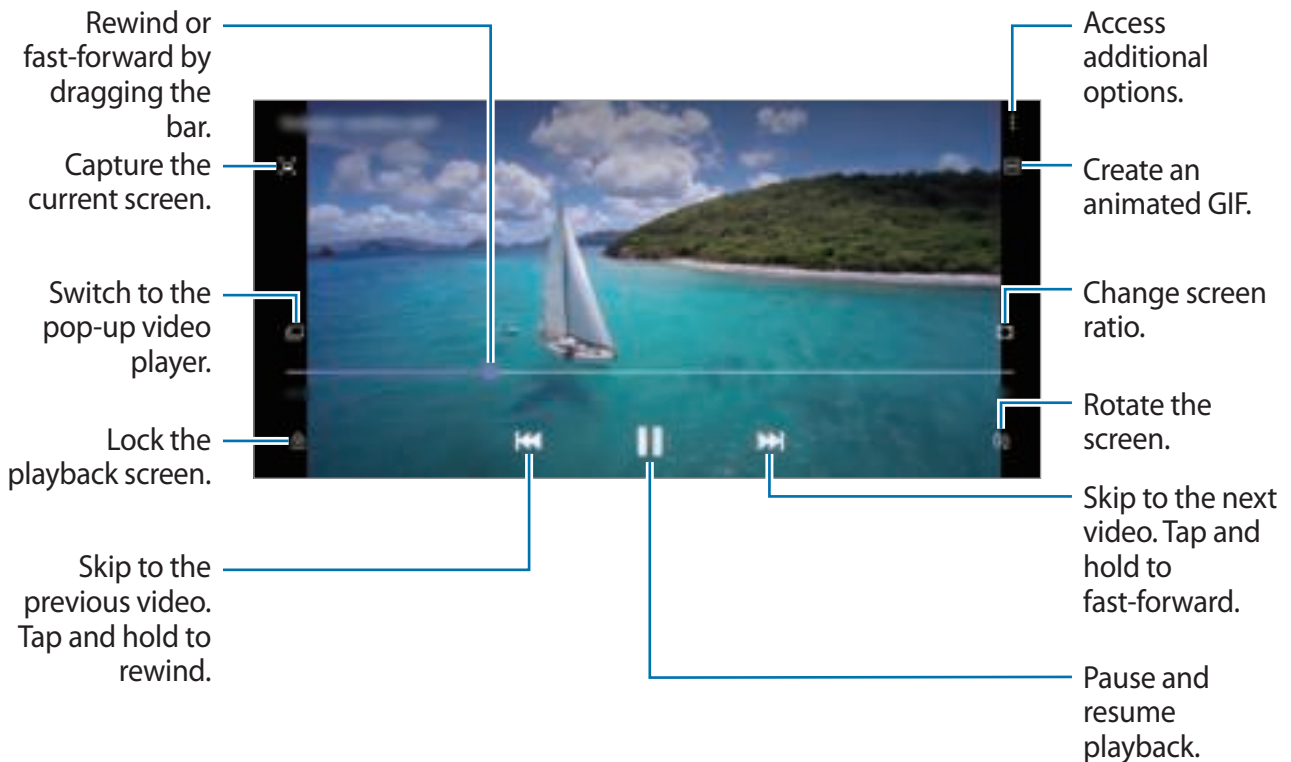 Rewind or
fast-forward by
dragging the
bar.
Capture the
current screen.
Switch to the
pop-up video
player.
Lock the
playback screen.
Skip to the
previous video.
Tap and hold to
rewind.
Access
additional
options.
Create an
animated GIF.
Change screen
ratio.
Rotate the
screen.
Skip to the next
video. Tap and
hold to
fast-forward.
Pause and
resume
playback.